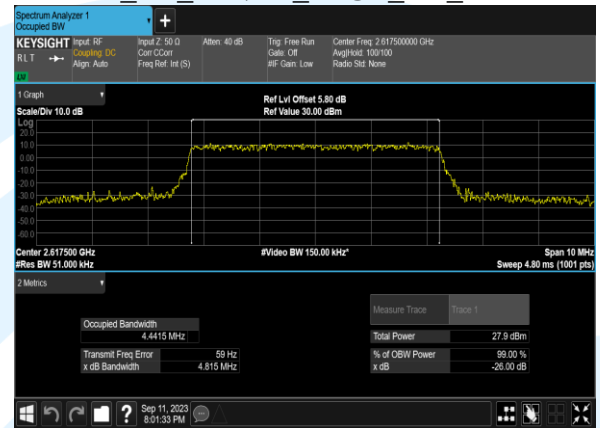 Spectrum Analyzer 1
Occupied BW
KEYSIGHT Input: RF Input Z: 50 Ω Atten: 40 dB Trig: Free Run Center Freq: 2.617500000 GHz
RLT Coupling: DC Corr CCorr Gate: Off Avg|Hold: 100/100
Align: Auto Freq Ref: Int (S) #IF Gain: Low Radio Std: None
1 Graph
Ref Lvl Offset 5.80 dB
Scale/Div 10.0 dB Ref Value 30.00 dBm
Log
20.0
10.0
0.00
-10.0
-20.0
-30.0
-40.0
-50.0
-60.0
Center 2.617500 GHz #Video BW 150.00 kHz* Span 10 MHz
#Res BW 51.000 kHz Sweep 4.80 ms (1001 pts)
2 Metrics
Measure Trace Trace 1
Occupied Bandwidth
4.4415 MHz Total Power 27.9 dBm
Transmit Freq Error 59 Hz % of OBW Power 99.00 %
x dB Bandwidth 4.815 MHz x dB -26.00 dB
Sep 11, 2023
8:01:33 PM